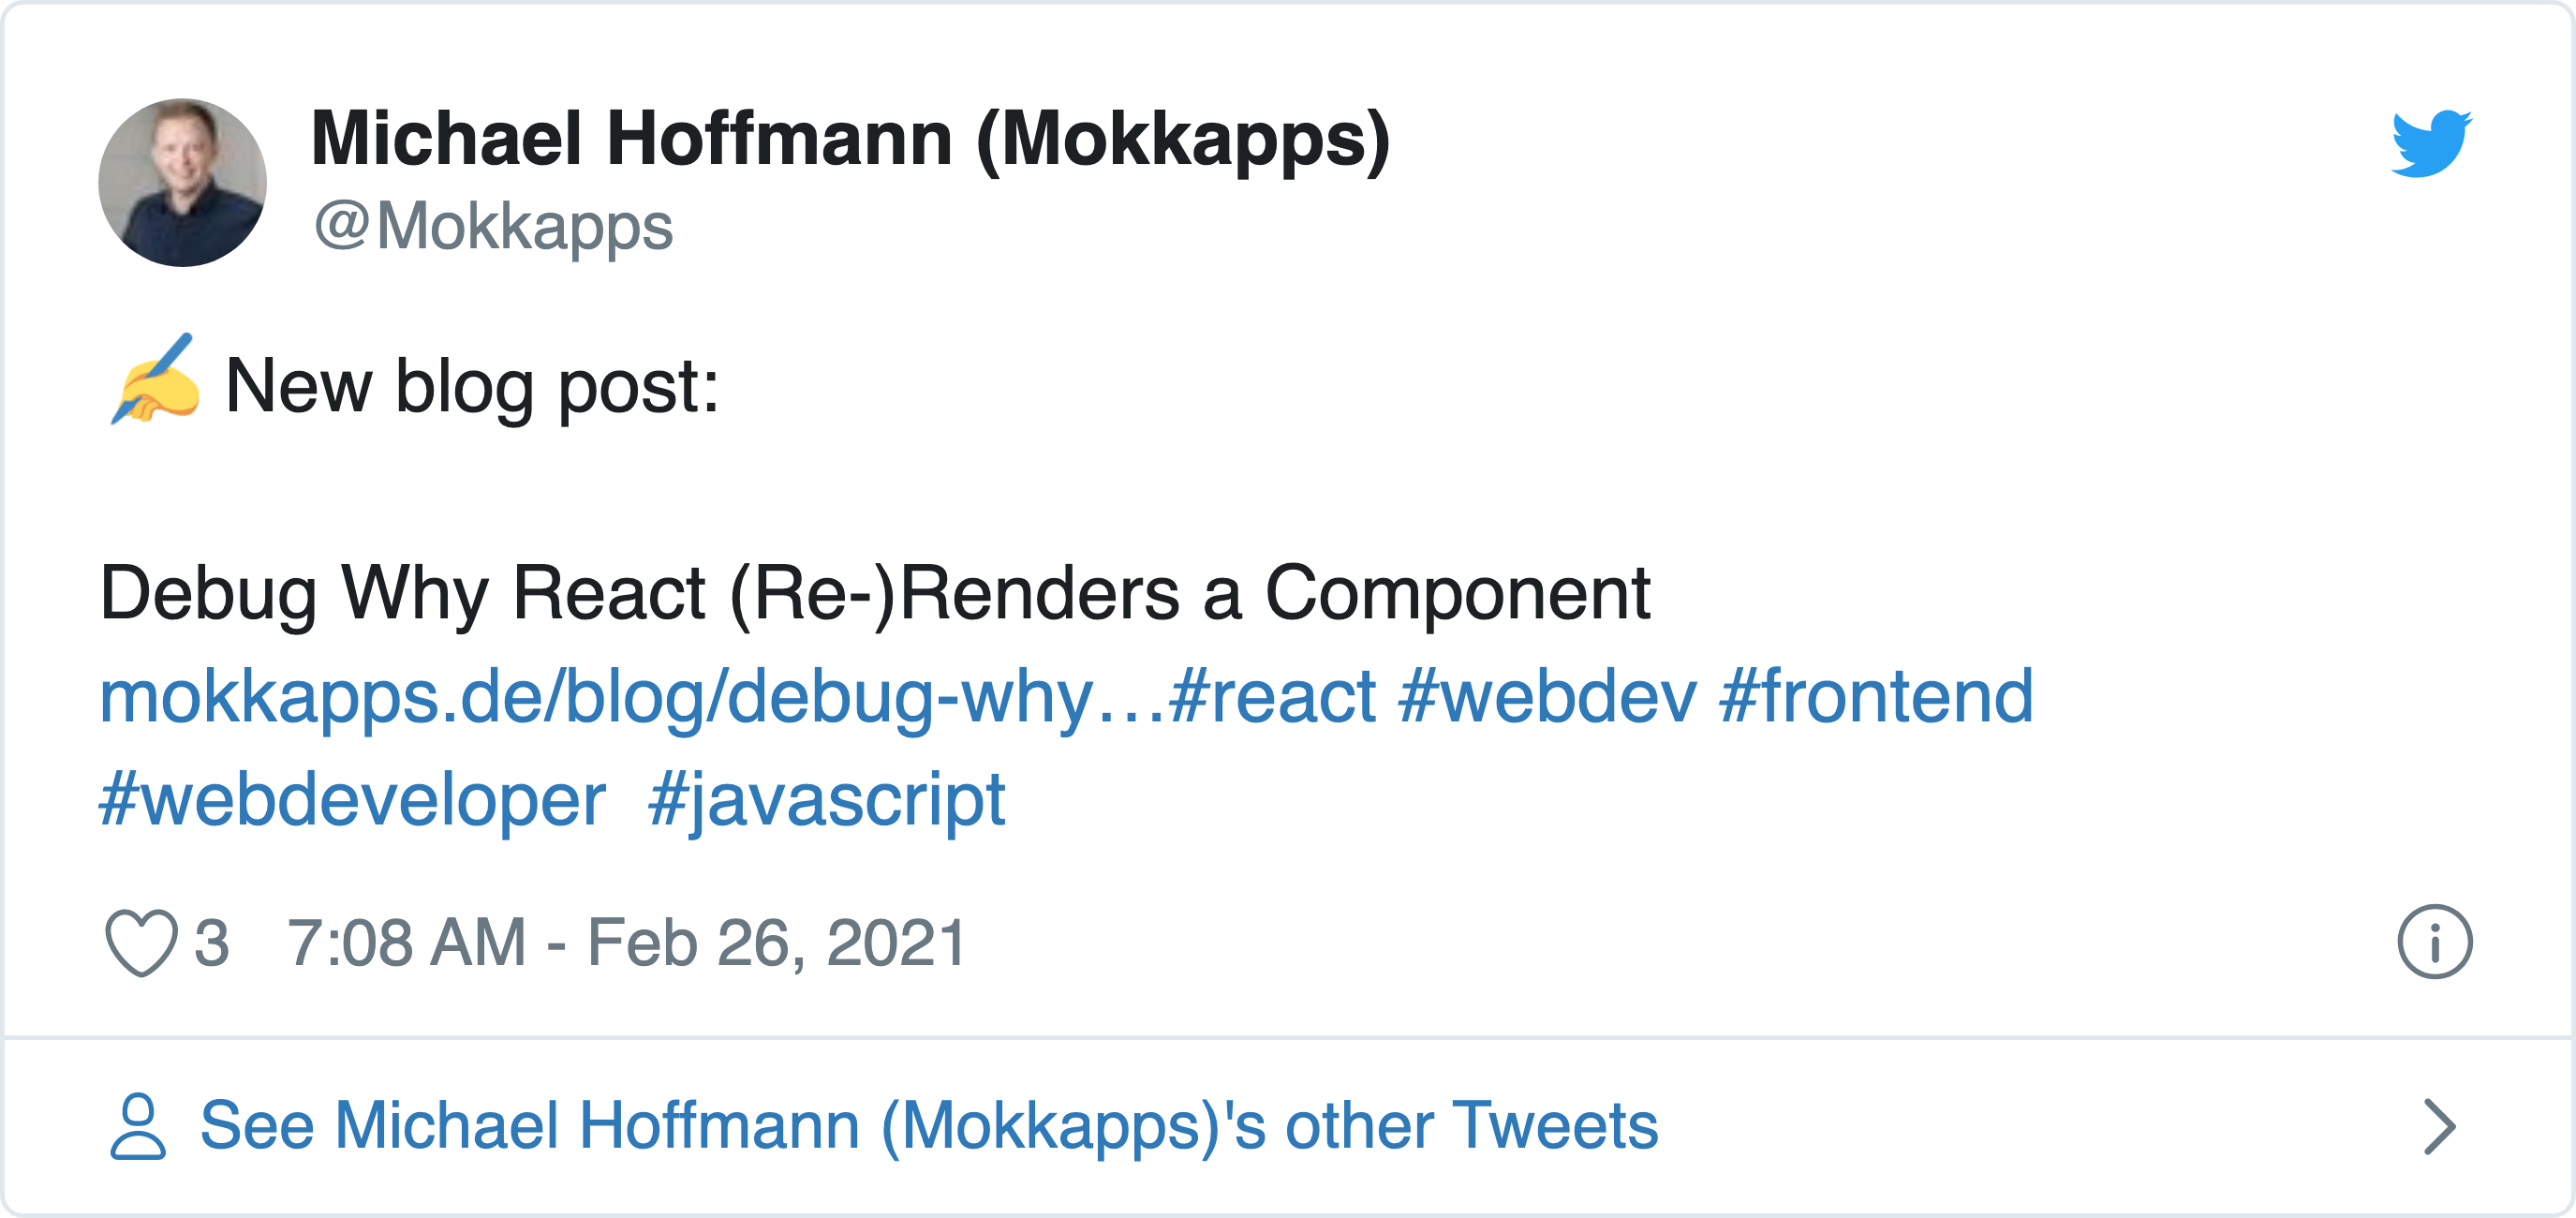 Michael Hoffmann (Mokkapps)
@Mokkapps
✍️ New blog post:
Debug Why React (Re-)Renders a Component
mokkapps.de/blog/debug-why…#react #webdev #frontend
#webdeveloper  #javascript
3 7:08 AM - Feb 26, 2021
See Michael Hoffmann (Mokkapps)'s other Tweets